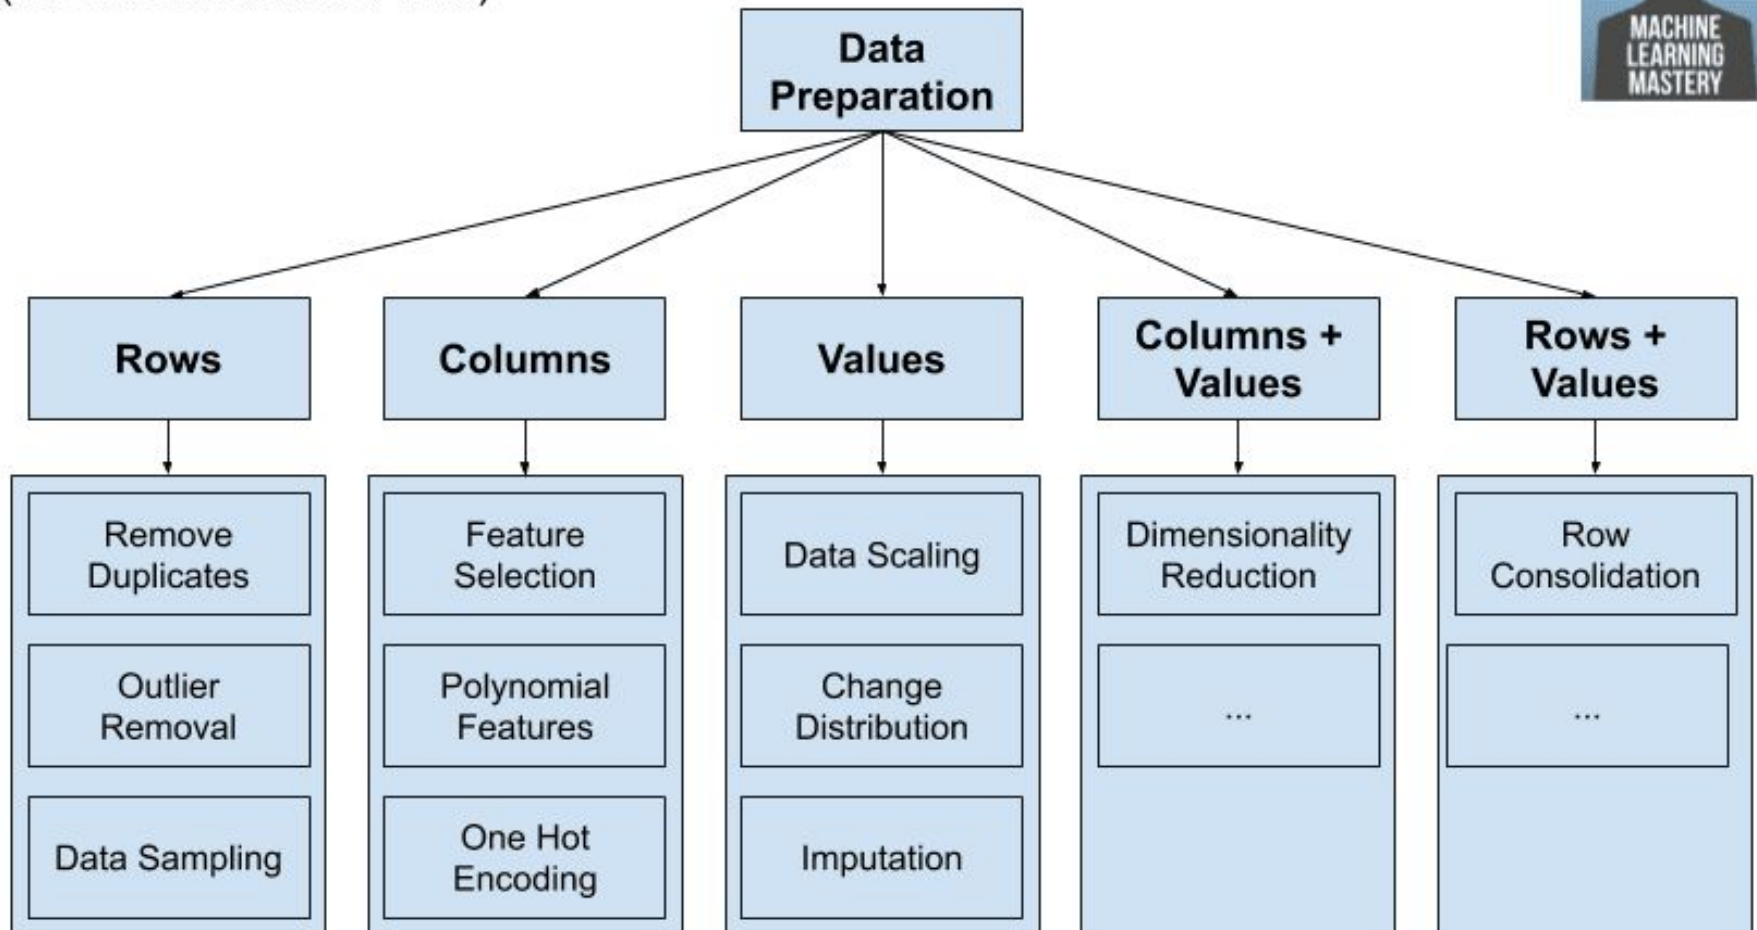 MACHINE
LEARNING
MASTERY
Data
Preparation
Rows
Columns
Values
Columns +
Values
Rows +
Values
Remove
Duplicates
Outlier
Removal
Data Sampling
Feature
Selection
Polynomial
Features
One Hot
Encoding
Data Scaling
Change
Distribution
Imputation
Dimensionality
Reduction
...
Row
Consolidation
...